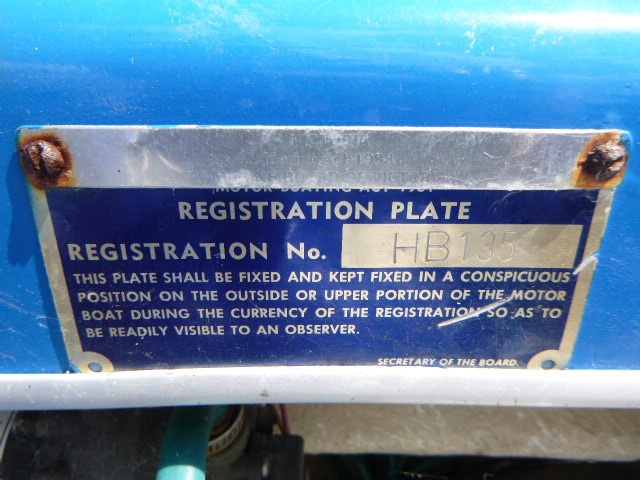 MOTOR BOATING ACT 1961
REGISTRATION PLATE
REGISTRATION No. HB135
THIS PLATE SHALL BE FIXED AND KEPT FIXED IN A CONSPICUOUS
POSITION ON THE OUTSIDE OR UPPER PORTION OF THE MOTOR
BOAT DURING THE CURRENCY OF THE REGISTRATION SO AS TO
BE READILY VISIBLE TO AN OBSERVER.
SECRETARY OF THE BOARD.